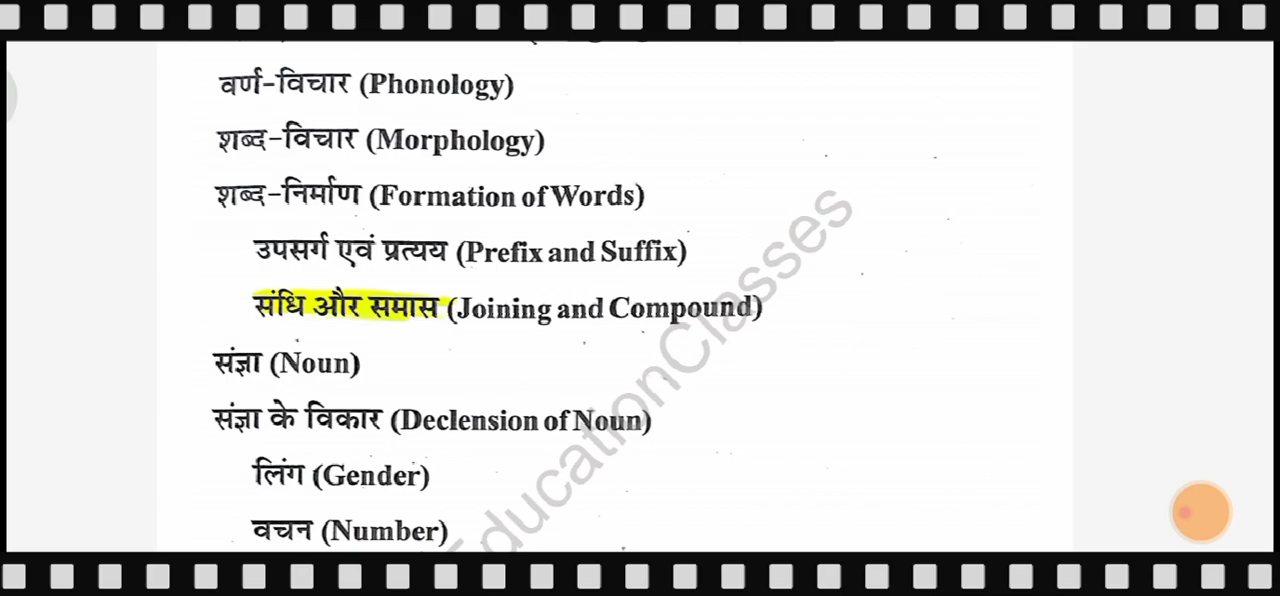 वर्ण-विचार (Phonology)
शब्द-विचार (Morphology)
शब्द-निर्माण (Formation of Words)
उपसर्ग एवं प्रत्यय (Prefix and Suffix)
संधि और समास (Joining and Compound)
संज्ञा (Noun)
संज्ञा के विकार (Declension of Noun)
लिंग (Gender)
वचन (Number)
EducationClasses